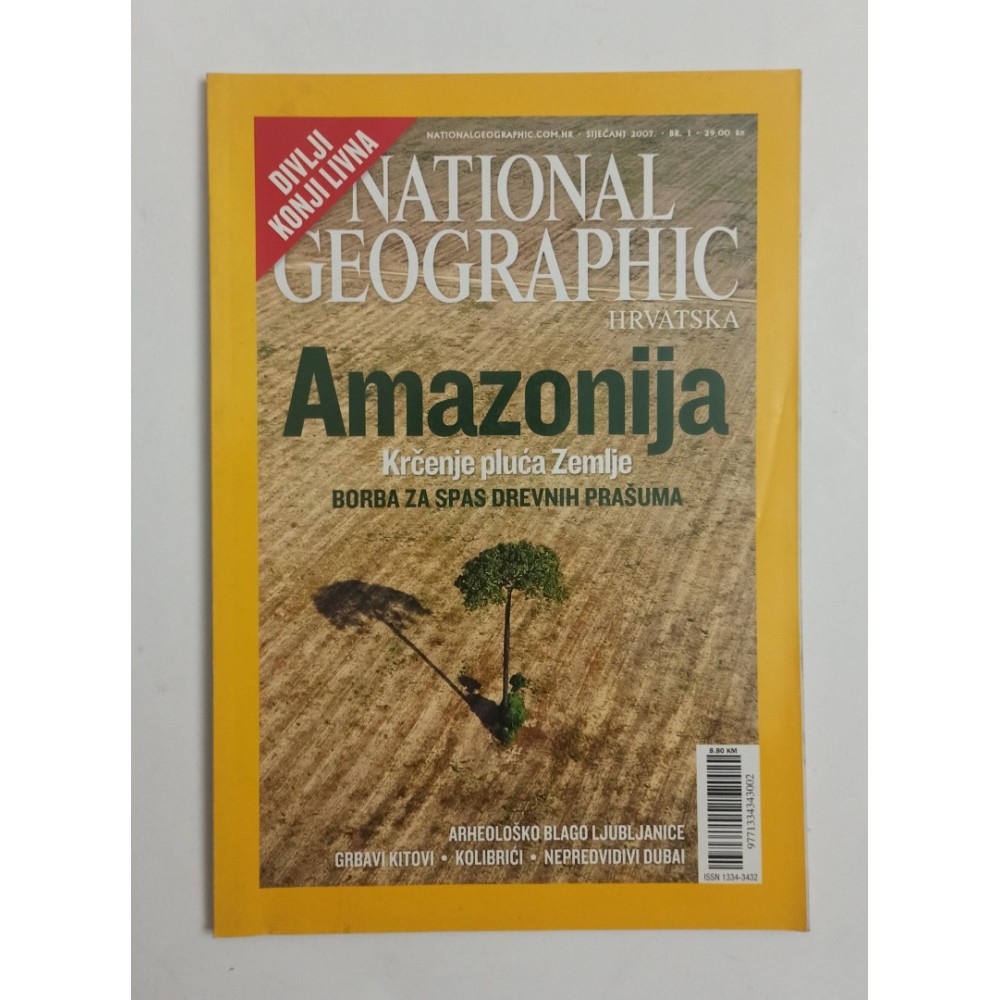 DIVLJI
KONJI LIVNA
NATIONALGEOGRAPHIC.COM.HR • SIJEČANJ 2007. • BR. 1 • 29,00 kn
NATIONAL
GEOGRAPHIC
HRVATSKA
Amazonija
Krčenje pluća Zemlje
BORBA ZA SPAS DREVNIH PRAŠUMA
ARHEOLOŠKO BLAGO LJUBLJANICE
GRBAVI KITOVI • KOLIBRIĆI • NEPREDVIDIVI DUBAI
8.80 KM
9771334343002
ISSN 1334-3432